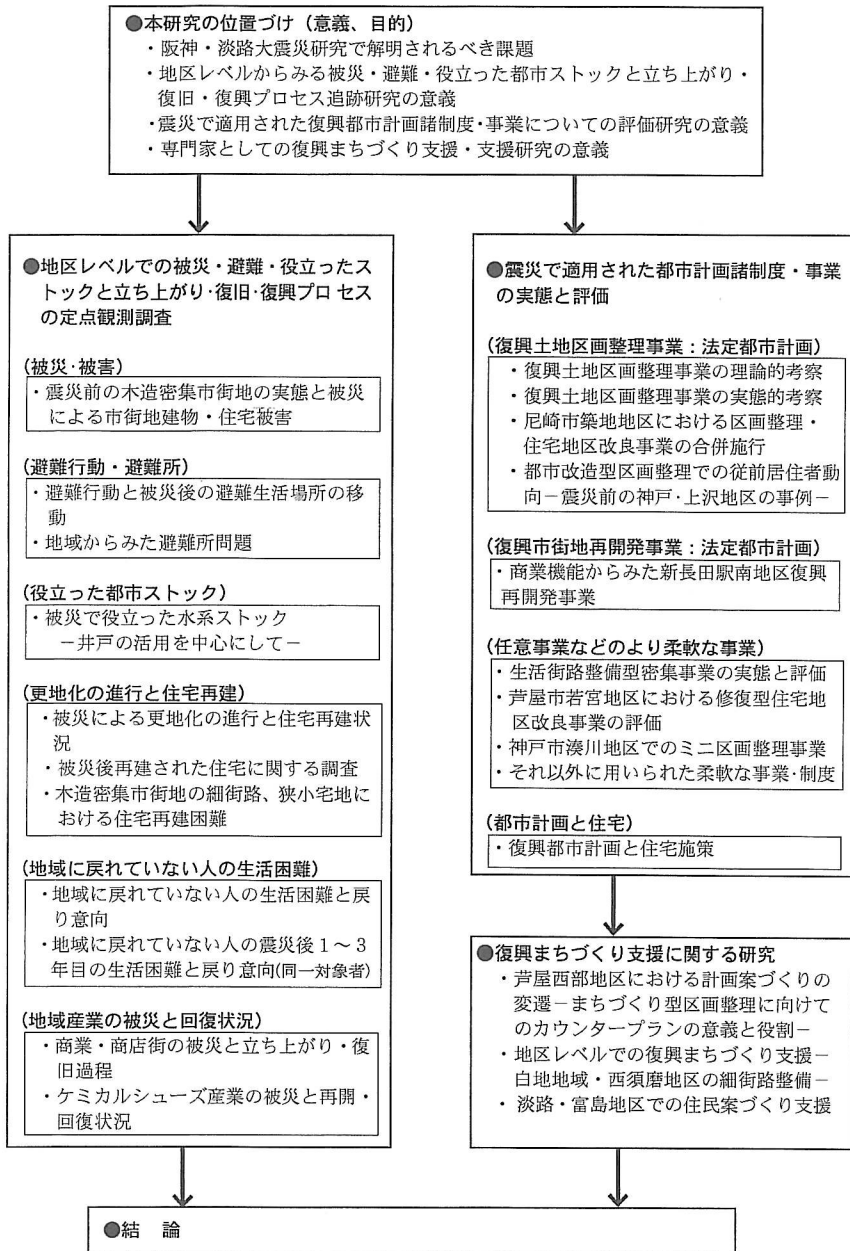 ●本研究の位置づけ（意義、目的）
・阪神・淡路大震災研究で解明されるべき課題
・地区レベルからみる被災・避難・役立った都市ストックと立ち上がり・
復旧・復興プロセス追跡研究の意義
・震災で適用された復興都市計画諸制度・事業についての評価研究の意義
・専門家としての復興まちづくり支援・支援研究の意義
●地区レベルでの被災・避難・役立ったス
トックと立ち上がり・復旧・復興プロセス
の定点観測調査
(被災・被害)
・震災前の木造密集市街地の実態と被災
による市街地建物・住宅被害
(避難行動・避難所)
・避難行動と被災後の避難生活場所の移
動
・地域からみた避難所問題
(役立った都市ストック)
・被災で役立った水系ストック
－井戸の活用を中心にして－
(更地化の進行と住宅再建)
・被災による更地化の進行と住宅再建状
況
・被災後再建された住宅に関する調査
・木造密集市街地の細街路、狭小宅地に
おける住宅再建困難
(地域に戻れていない人の生活困難)
・地域に戻れていない人の生活困難と戻
り意向
・地域に戻れていない人の震災後１～３
年目の生活困難と戻り意向(同一対象者)
(地域産業の被災と回復状況)
・商業・商店街の被災と立ち上がり・復
旧過程
・ケミカルシューズ産業の被災と再開・
回復状況
●震災で適用された都市計画諸制度・事業
の実態と評価
(復興土地区画整理事業：法定都市計画)
・復興土地区画整理事業の理論的考察
・復興土地区画整理事業の実態的考察
・尼崎市築地地区における区画整理・
住宅地区改良事業の合併施行
・都市改造型区画整理での従前居住者動
向－震災前の神戸・上沢地区の事例－
(復興市街地再開発事業：法定都市計画)
・商業機能からみた新長田駅南地区復興
再開発事業
(任意事業などのより柔軟な事業)
・生活街路整備型密集事業の実態と評価
・芦屋市若宮地区における修復型住宅地
区改良事業の評価
・神戸市湊川地区でのミニ区画整理事業
・それ以外に用いられた柔軟な事業・制度
(都市計画と住宅)
・復興都市計画と住宅施策
●復興まちづくり支援に関する研究
・芦屋西部地区における計画案づくりの
変遷－まちづくり型区画整理に向けて
のカウンタープランの意義と役割－
・地区レベルでの復興まちづくり支援－
白地地域・西須磨地区の細街路整備－
・淡路・富島地区での住民案づくり支援
●結　論